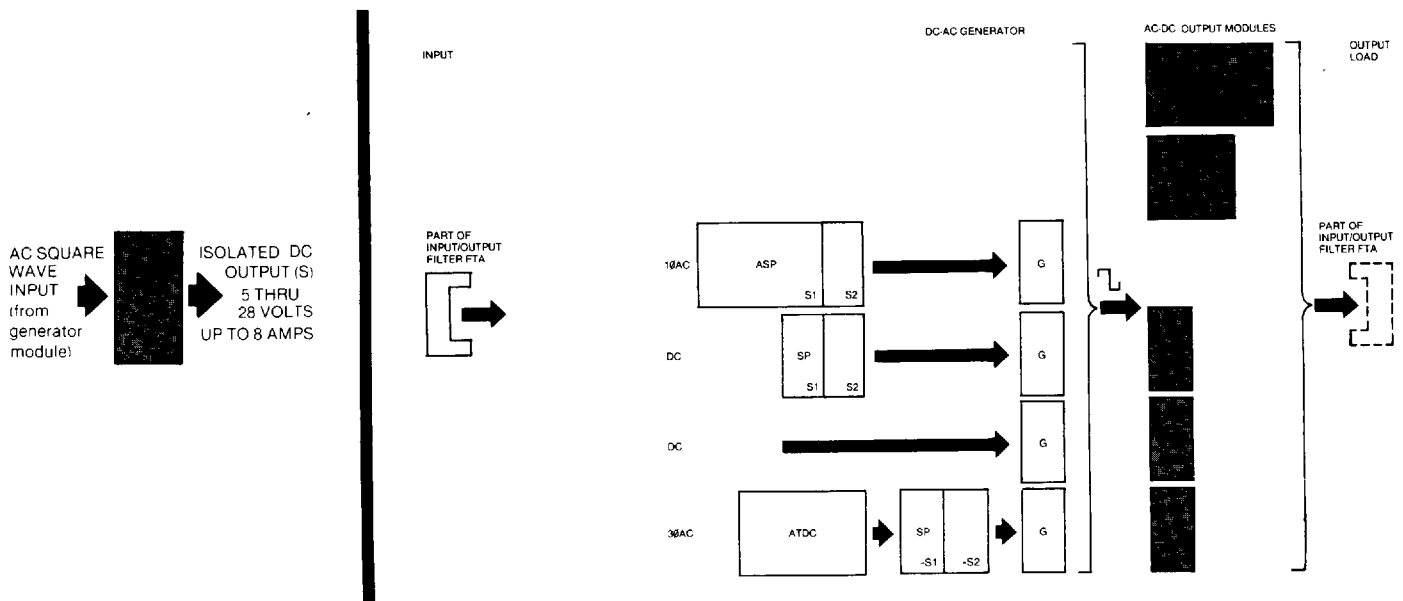 AC SQUARE
WAVE
INPUT
(from
generator
module)
ISOLATED DC
OUTPUT (S)
5 THRU
28 VOLTS
UP TO 8 AMPS
INPUT
PART OF
INPUT/OUTPUT
FILTER FTA
DC-AC GENERATOR
AC-DC OUTPUT MODULES
OUTPUT
LOAD
1ØAC
ASP
S1
S2
G
DC
SP
S1
S2
G
DC
G
3ØAC
ATDC
SP
-S1
-S2
G
PART OF
INPUT/OUTPUT
FILTER FTA